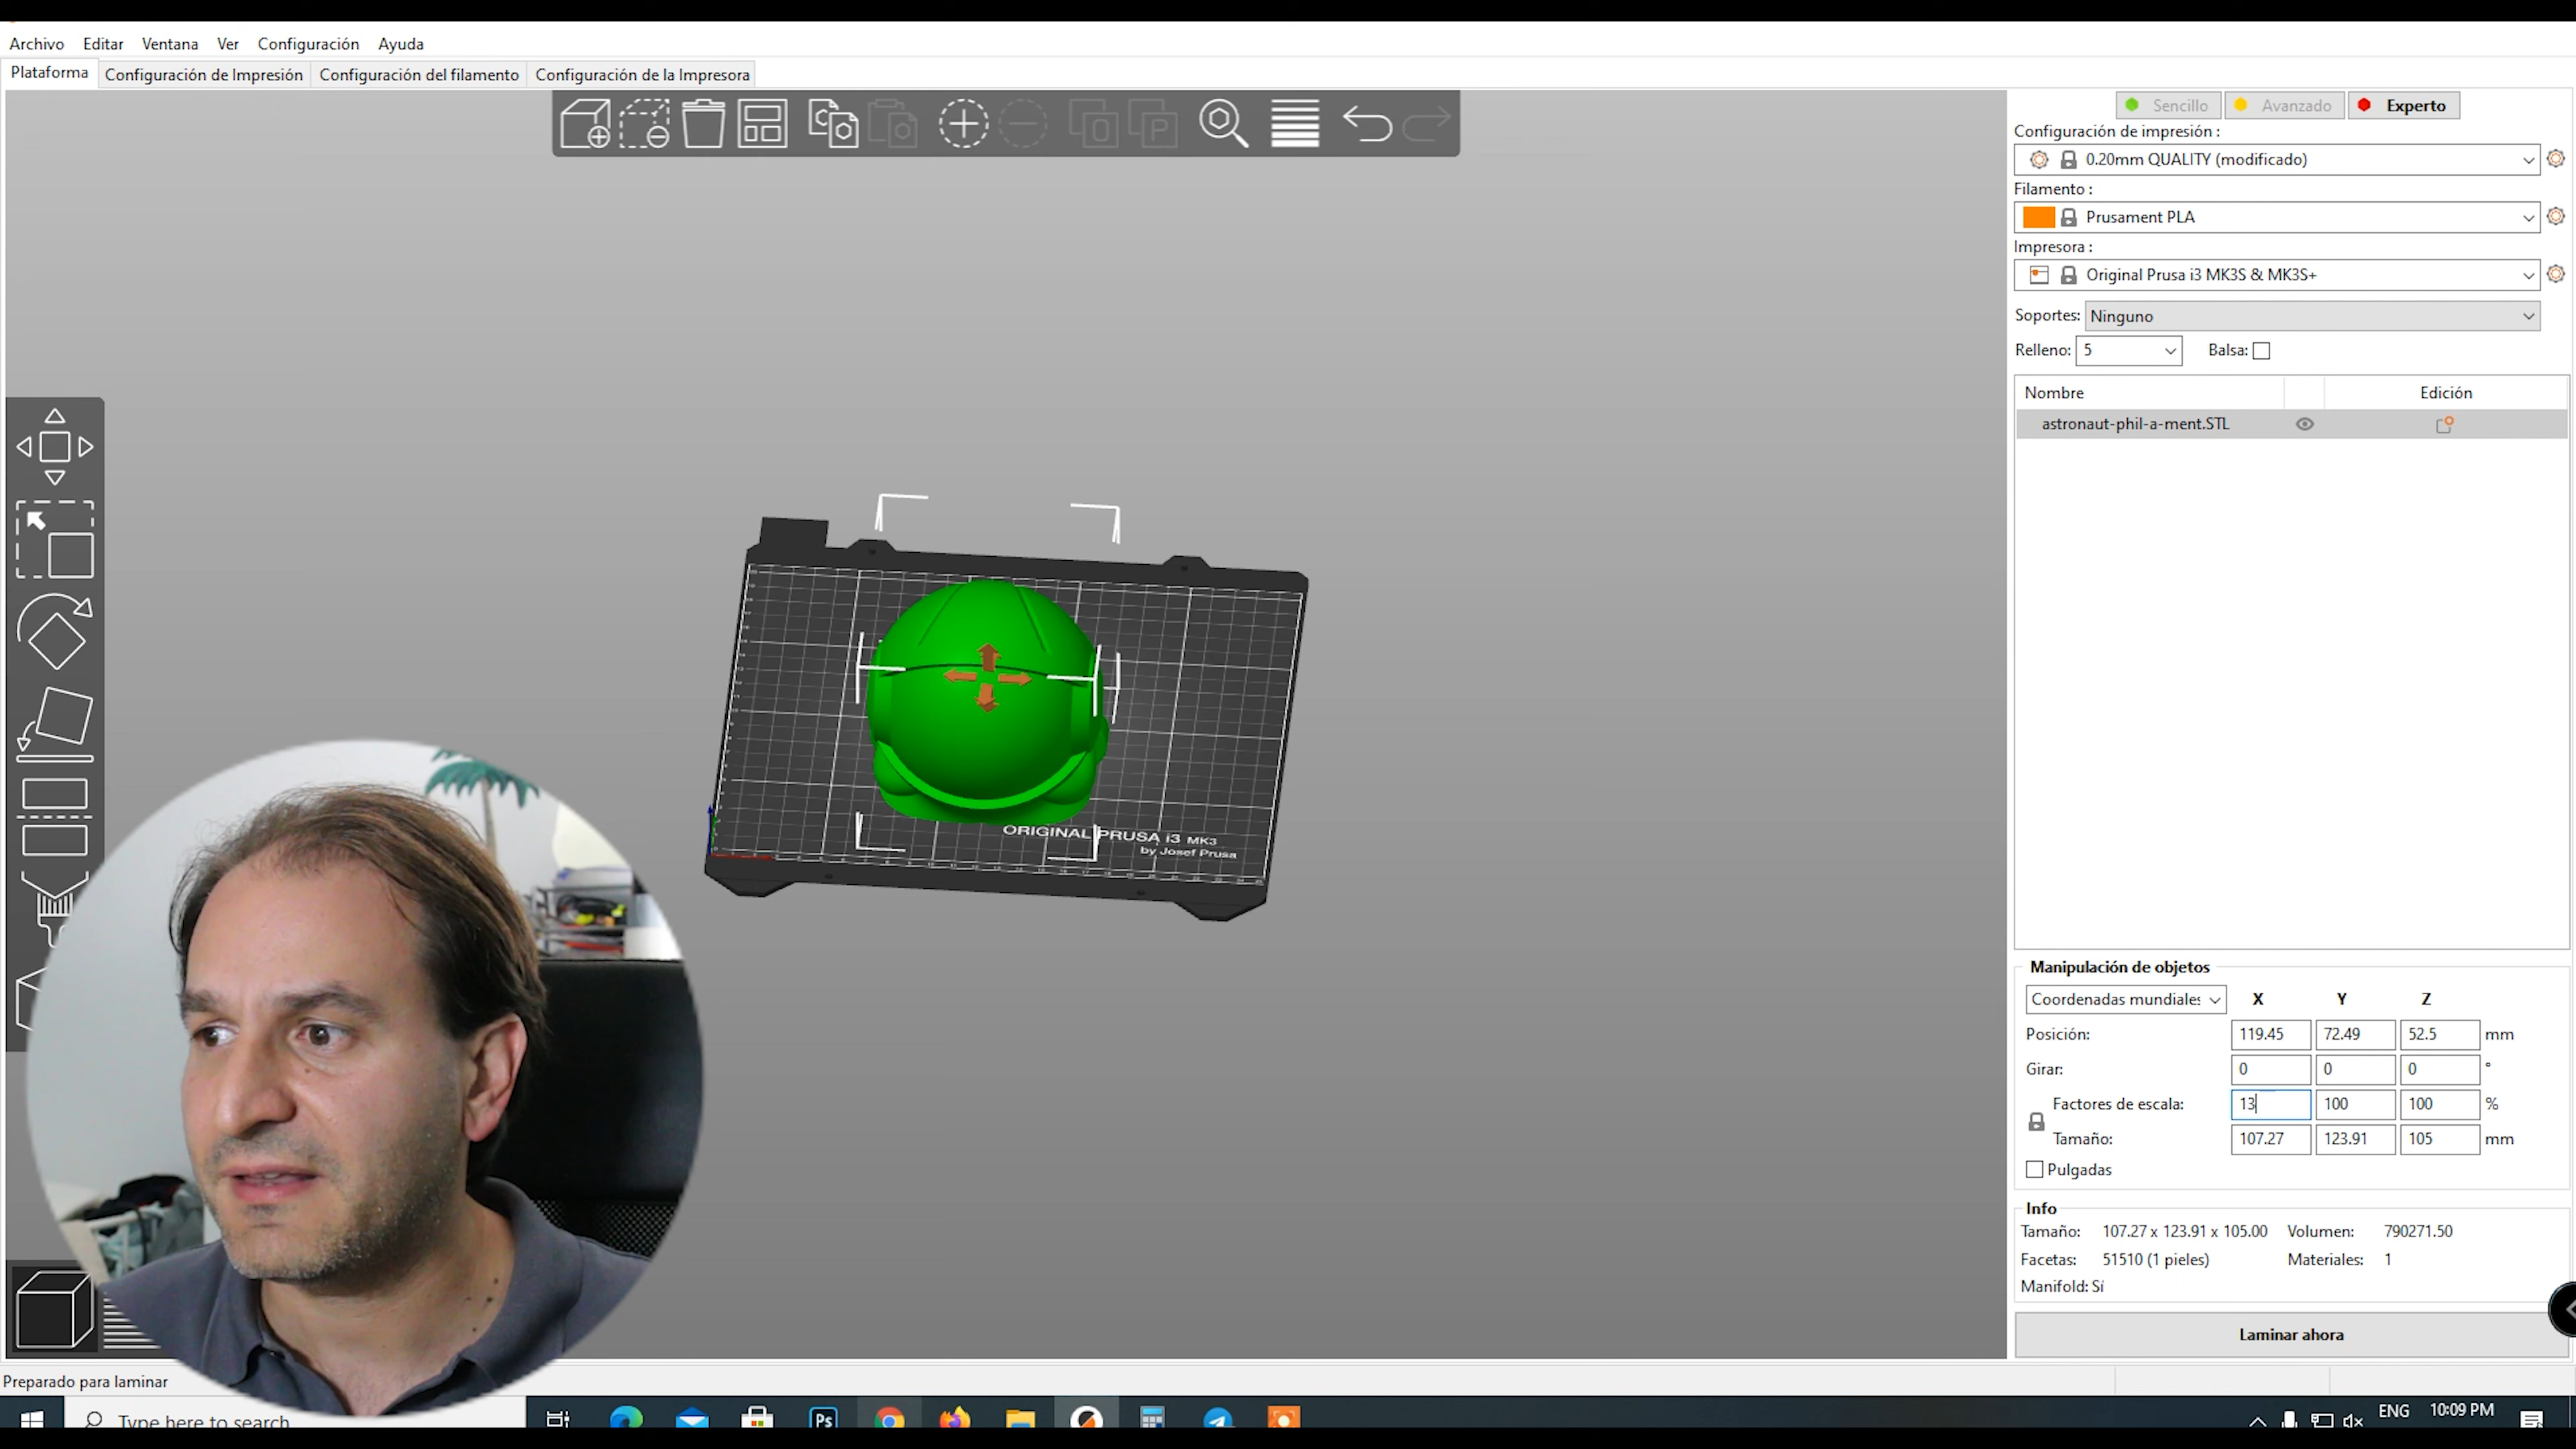 Archivo Editar Ventana Ver Configuración Ayuda
Plataforma Configuración de Impresión Configuración del filamento Configuración de la Impresora
Sencillo Avanzado Experto
Configuración de impresión :
0.20mm QUALITY (modificado)
Filamento :
Prusament PLA
Impresora :
Original Prusa i3 MK3S & MK3S+
Soportes: Ninguno
Relleno: 5 Balsa:
Nombre Edición
astronaut-phil-a-ment.STL
ORIGINAL PRUSA i3 MK3
by Josef Prusa
Manipulación de objetos
Coordenadas mundiales X Y Z
Posición: 119.45 72.49 52.5 mm
Girar: 0 0 0 °
Factores de escala: 13 100 100 %
Tamaño: 107.27 123.91 105 mm
Pulgadas
Info
Tamaño: 107.27 x 123.91 x 105.00 Volumen: 790271.50
Facetas: 51510 (1 pieles) Materiales: 1
Manifold: Sí
Laminar ahora
Preparado para laminar
Type here to search
Ps
ENG 10:09 PM